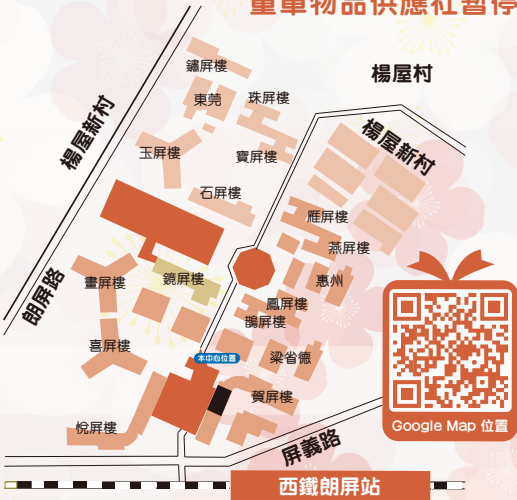 童軍物品供應社暫停
鏽屏樓
楊屋村
東莞
珠屏樓
楊屋新村
楊屋新村
玉屏樓
寶屏樓
石屏樓
雁屏樓
燕屏樓
鏡屏樓
惠州
畫屏樓
朗屏路
鳳屏樓
鵲屏樓
喜屏樓
本中心位置
梁省德
賀屏樓
Google Map 位置
悅屏樓
屏義路
西鐵朗屏站